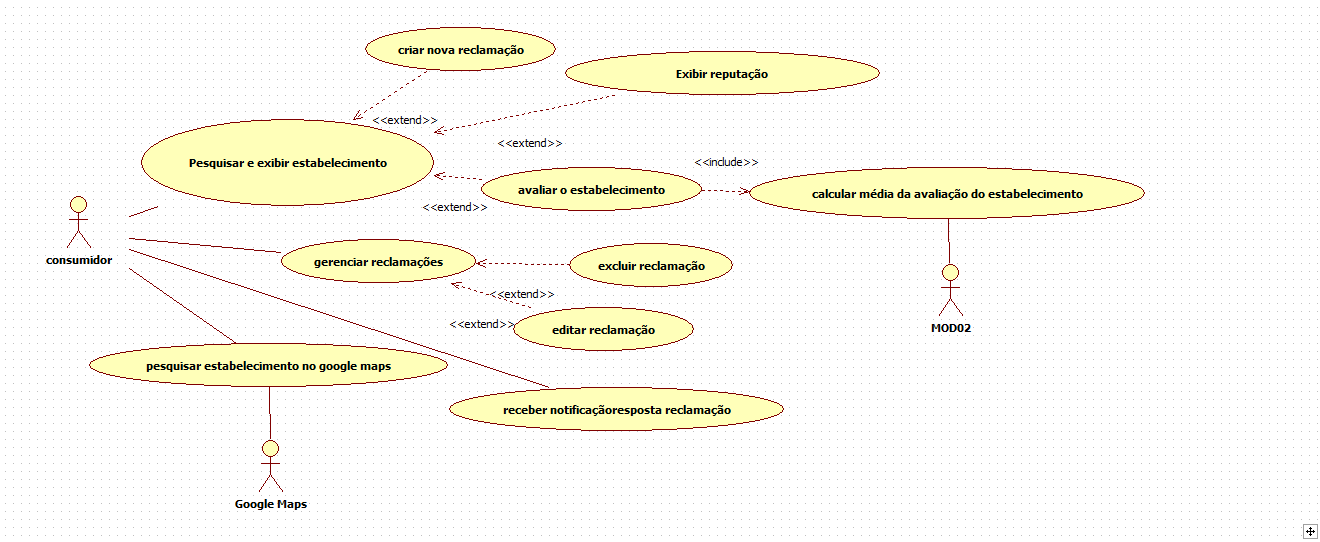 criar nova reclamação
Exibir reputação
<<extend>>
<<extend>>
Pesquisar e exibir estabelecimento
<<include>>
avaliar o estabelecimento
calcular média da avaliação do estabelecimento
<<extend>>
consumidor
gerenciar reclamações
excluir reclamação
<<extend>>
<<extend>>
editar reclamação
MOD02
pesquisar estabelecimento no google maps
receber notificaçãoresposta reclamação
Google Maps